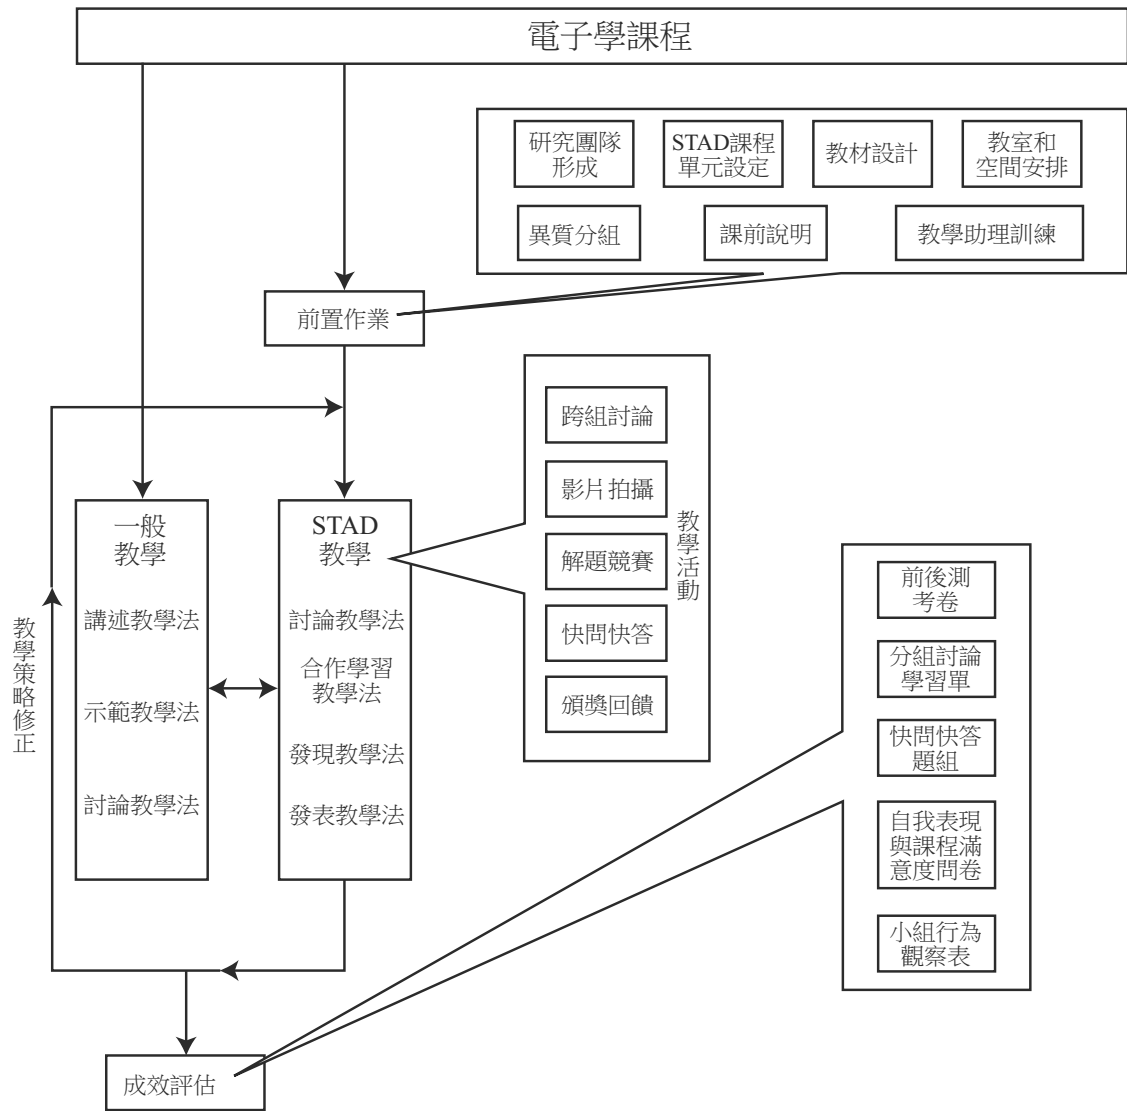 電子學課程
研究團隊
形成
STAD課程
單元設定
教材設計
教室和
空間安排
異質分組
課前說明
教學助理訓練
前置作業
跨組討論
影片拍攝
解題競賽
快問快答
頒獎回饋
教學活動
一般
教學
講述教學法
示範教學法
討論教學法
STAD
教學
討論教學法
合作學習
教學法
發現教學法
發表教學法
教學策略修正
前後測
考卷
分組討論
學習單
快問快答
題組
自我表現
與課程滿
意度問卷
小組行為
觀察表
成效評估